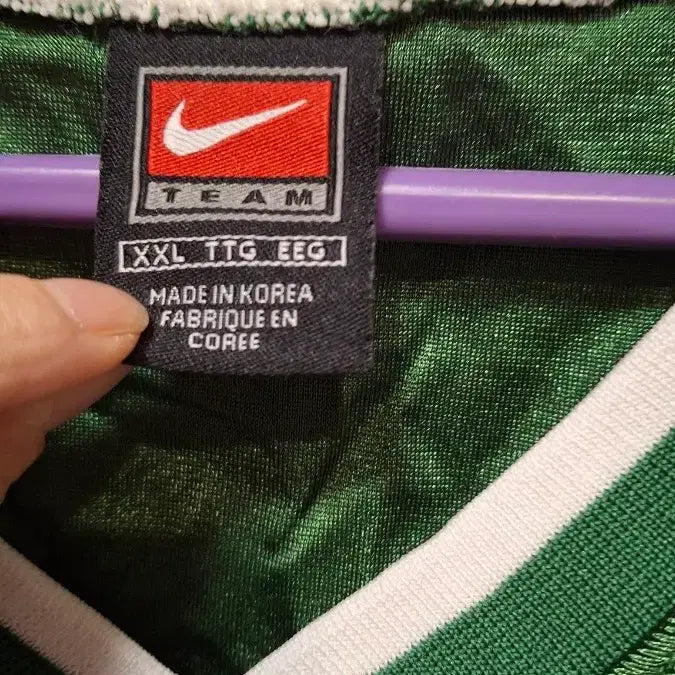 TEAM
XXL TTG EEG
MADE IN KOREA
FABRIQUE EN
COREE